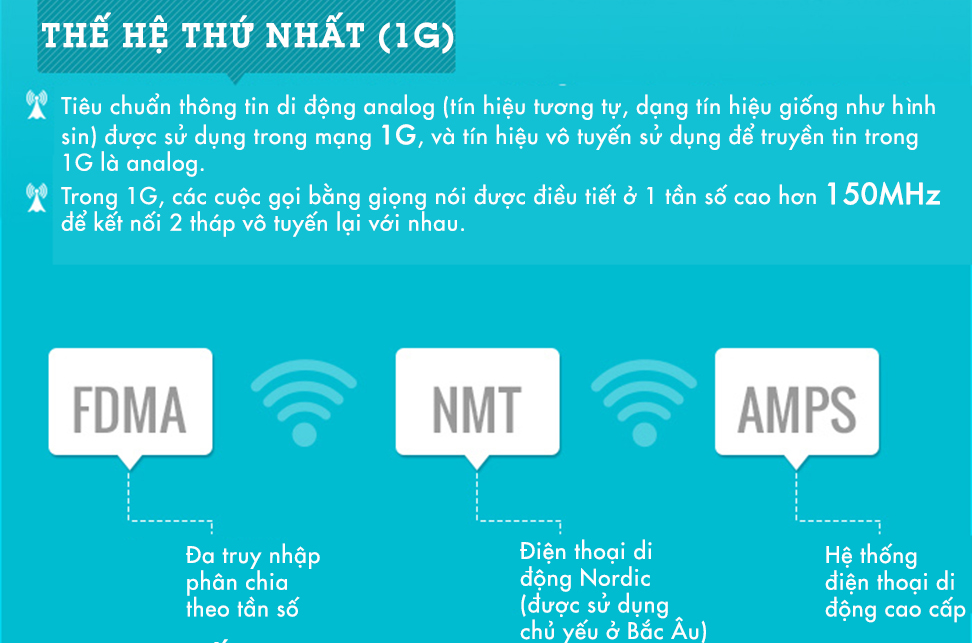 THẾ HỆ THỨ NHẤT (1G)
Tiêu chuẩn thông tin di động analog (tín hiệu tương tự, dạng tín hiệu giống như hình
sin) được sử dụng trong mạng 1G, và tín hiệu vô tuyến sử dụng để truyền tin trong
1G là analog.
Trong 1G, các cuộc gọi bằng giọng nói được điều tiết ở 1 tần số cao hơn 150MHz
để kết nối 2 tháp vô tuyến lại với nhau.
FDMA
NMT
AMPS
Đa truy nhập
phân chia
theo tần số
Điện thoại di
động Nordic
(được sử dụng
chủ yếu ở Bắc Âu)
Hệ thống
điện thoại di
động cao cấp